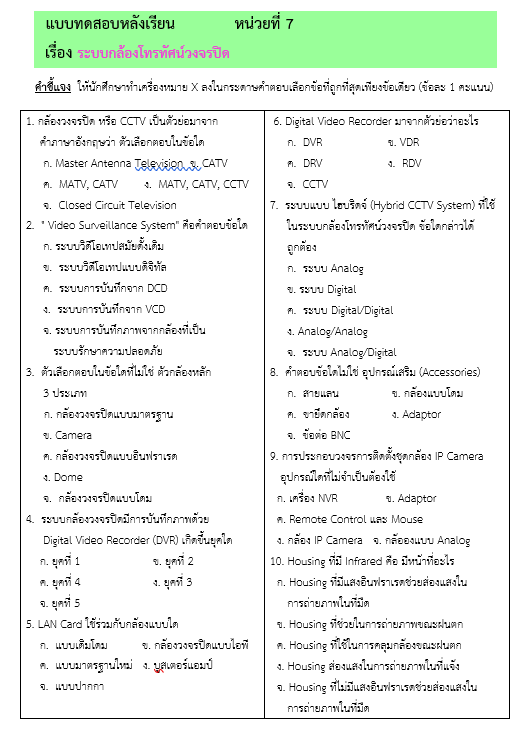 แบบทดสอบหลังเรียน หน่วยที่ 7
เรื่อง ระบบกล้องโทรทัศน์วงจรปิด
คำชี้แจง ให้นักศึกษาทำเครื่องหมาย X ลงในกระดาษคำตอบเลือกข้อที่ถูกที่สุดเพียงข้อเดียว (ข้อละ 1 คะแนน)
1. กล้องวงจรปิด หรือ CCTV เป็นตัวย่อมาจาก
คำภาษาอังกฤษว่า ตัวเลือกตอบในข้อใด
ก. Master Antenna Television ข. CATV
ค. MATV, CATV ง. MATV, CATV, CCTV
จ. Closed Circuit Television
2. " Video Surveillance System" คือคำตอบข้อใด
ก. ระบบวิดีโอเทปสมัยดั้งเดิม
ข. ระบบวิดีโอเทปแบบดิจิทัล
ค. ระบบการบันทึกจาก DCD
ง. ระบบการบันทึกจาก VCD
จ. ระบบการบันทึกภาพจากกล้องที่เป็น
ระบบรักษาความปลอดภัย
3. ตัวเลือกตอบในข้อใดที่ไม่ใช่ ตัวกล้องหลัก
3 ประเภท
ก. กล้องวงจรปิดแบบมาตรฐาน
ข. Camera
ค. กล้องวงจรปิดแบบอินฟราเรด
ง. Dome
จ. กล้องวงจรปิดแบบโดม
4. ระบบกล้องวงจรปิดมีการบันทึกภาพด้วย
Digital Video Recorder (DVR) เกิดขึ้นยุคใด
ก. ยุคที่ 1 ข. ยุคที่ 2
ค. ยุคที่ 4 ง. ยุคที่ 3
จ. ยุคที่ 5
5. LAN Card ใช้ร่วมกับกล้องแบบใด
ก. แบบเดิมโดม ข. กล้องวงจรปิดแบบไอพี
ค. แบบมาตรฐานใหม่ ง. บูสเตอร์แอมป์
จ. แบบปากกา
6. Digital Video Recorder มาจากตัวย่อว่าอะไร
ก. DVR ข. VDR
ค. DRV ง. RDV
จ. CCTV
7. ระบบแบบ ไฮบริดจ์ (Hybrid CCTV System) ที่ใช้
ในระบบกล้องโทรทัศน์วงจรปิด ข้อใดกล่าวได้
ถูกต้อง
ก. ระบบ Analog
ข. ระบบ Digital
ค. ระบบ Digital/Digital
ง. Analog/Analog
จ. ระบบ Analog/Digital
8. คำตอบข้อใดไม่ใช่ อุปกรณ์เสริม (Accessories)
ก. สายแลน ข. กล้องแบบโดม
ค. ขายึดกล้อง ง. Adaptor
จ. ข้อต่อ BNC
9. การประกอบวงจรการติดตั้งชุดกล้อง IP Camera
อุปกรณ์ใดที่ไม่จำเป็นต้องใช้
ก. เครื่อง NVR ข. Adaptor
ค. Remote Control และ Mouse
ง. กล้อง IP Camera จ. กล้องแบบ Analog
10. Housing ที่มี Infrared คือ มีหน้าที่อะไร
ก. Housing ที่มีแสงอินฟราเรดช่วยส่องแสงใน
การถ่ายภาพในที่มืด
ข. Housing ที่ช่วยในการถ่ายภาพขณะฝนตก
ค. Housing ที่ใช้ในการคลุมกล้องขณะฝนตก
ง. Housing ส่องแสงในการถ่ายภาพในที่แจ้ง
จ. Housing ที่ไม่มีแสงอินฟราเรดช่วยส่องแสงใน
การถ่ายภาพในที่มืด